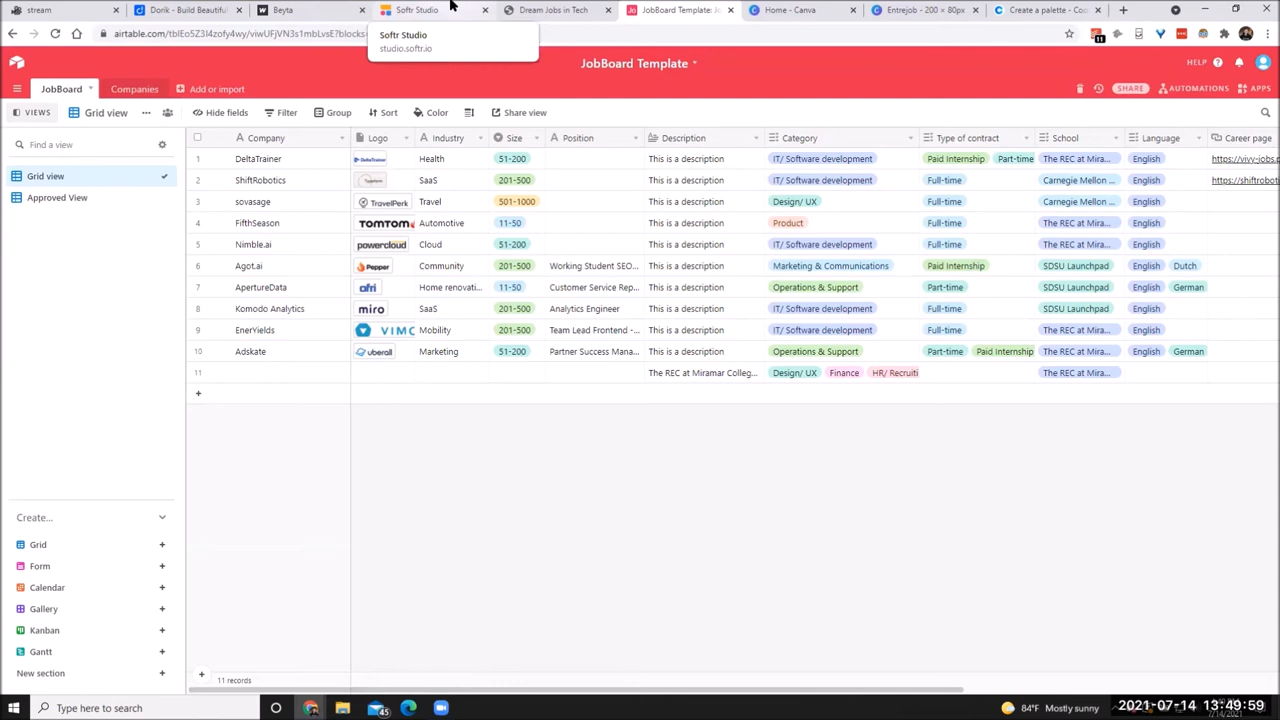 stream
Dorik - Build Beautiful
Beyta
Softr Studio
Dream Jobs in Tech
JobBoard Template: J
Home - Canva
Entrejob - 200 × 80px
Create a palette - Coo
airtable.com/tblEo5Z3I4zofy4wy/viwUFjVN3s1mbLvsE?blocks=
Softr Studio
studio.softr.io
11
JobBoard Template
HELP
JobBoard
Companies
Add or import
SHARE
AUTOMATIONS
APPS
VIEWS
Grid view
Hide fields
Filter
Group
Sort
Color
Share view
Find a view
Grid view
Approved View
Company Logo Industry Size Position Description Category Type of contract School Language Career page
1 DeltaTrainer DeltaTrainer Health 51-200 This is a description IT/ Software development Paid Internship Part-time The REC at Mira... English https://vivy-jobs.p
2 ShiftRobotics SaaS 201-500 This is a description IT/ Software development Full-time Carnegie Mellon ... English https://shiftroboti
3 sovasage TravelPerk Travel 501-1000 This is a description Design/ UX Full-time Carnegie Mellon ... English
4 FifthSeason TOMTOM Automotive 11-50 This is a description Product Full-time The REC at Mira... English
5 Nimble.ai powercloud Cloud 51-200 This is a description IT/ Software development Full-time The REC at Mira... English
6 Agot.ai Pepper Community 201-500 Working Student SEO... This is a description Marketing & Communications Paid Internship SDSU Launchpad English Dutch
7 ApertureData afri Home renovati... 11-50 Customer Service Rep... This is a description Operations & Support Part-time SDSU Launchpad English German
8 Komodo Analytics miro SaaS 201-500 Analytics Engineer This is a description IT/ Software development Full-time SDSU Launchpad English
9 EnerYields VIMC Mobility 201-500 Team Lead Frontend - This is a description IT/ Software development Full-time The REC at Mira... English
10 Adskate uberall Marketing 51-200 Partner Success Mana... This is a description Operations & Support Part-time Paid Internship The REC at Mira... English German
11 The REC at Miramar Colleg... Design/ UX Finance HR/ Recruiti The REC at Mira...
+
Create...
Grid +
Form +
Calendar +
Gallery +
Kanban +
Gantt +
New section +
+ 11 records
Type here to search
45
84°F Mostly sunny
2021-07-14 13:49:59